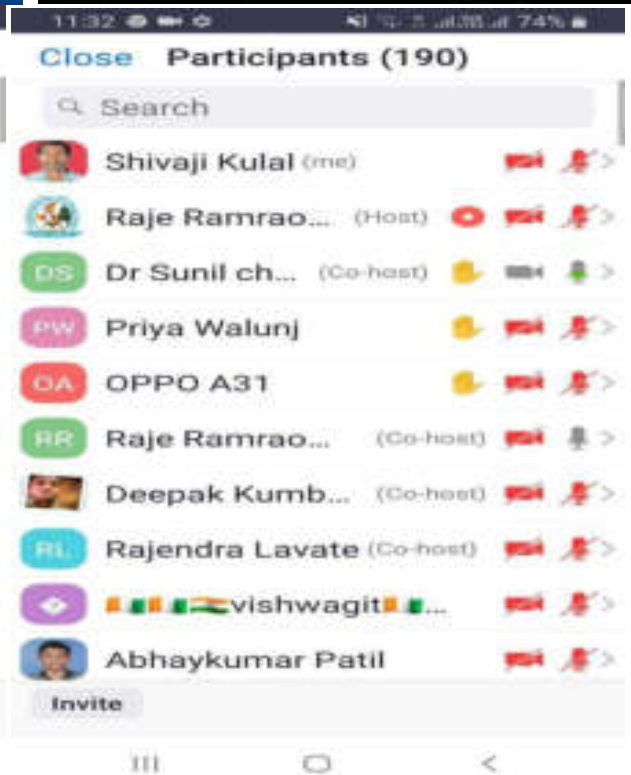 11:32 74%
Close Participants (190)
Search
Shivaji Kulal (me)
Raje Ramrao... (Host)
DS Dr Sunil ch... (Co-host)
PW Priya Walunj
OA OPPO A31
RR Raje Ramrao... (Co-host)
Deepak Kumb... (Co-host)
RL Rajendra Lavate (Co-host)
🇮🇪🇮🇪🇮🇳vishwagit🇮🇪...
Abhaykumar Patil
Invite